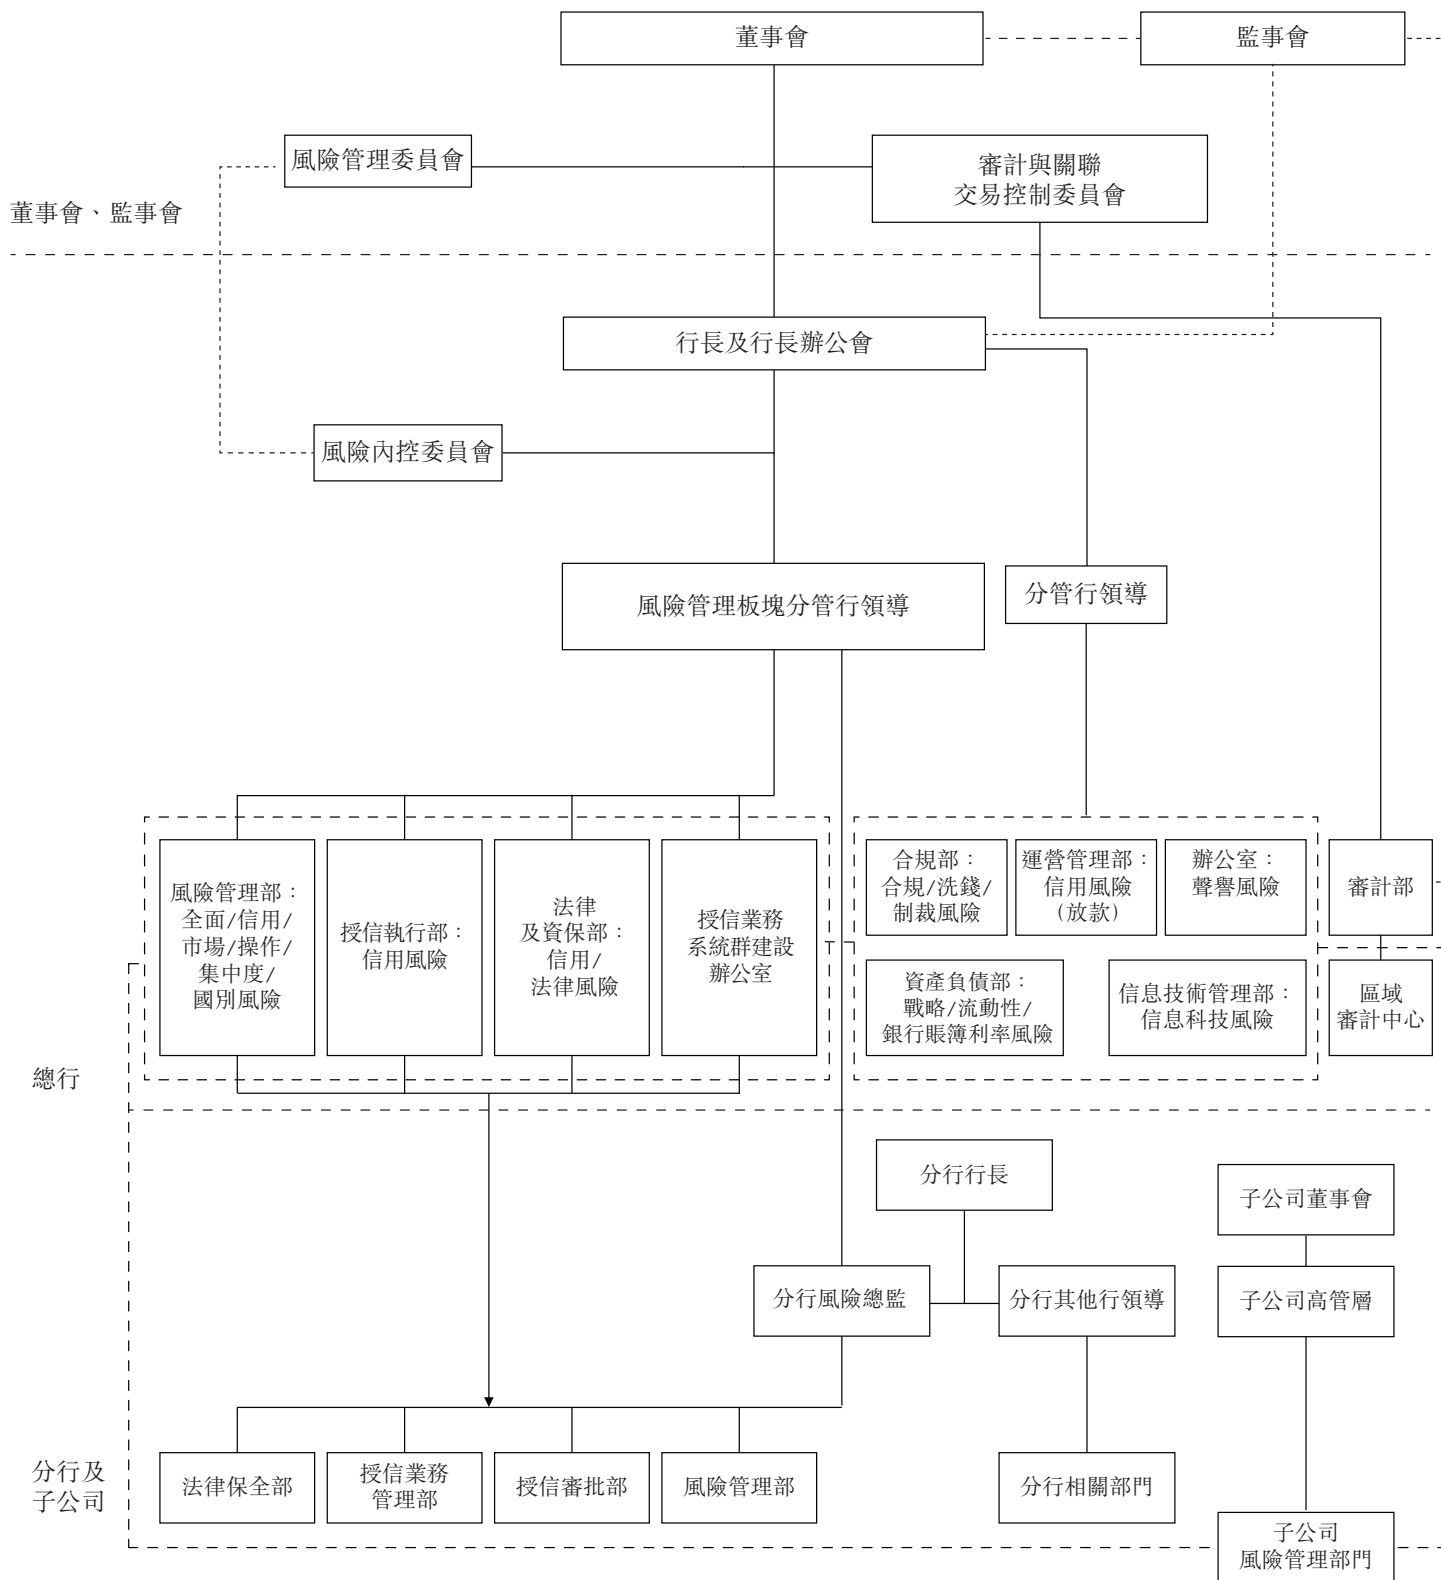 董事會
監事會
風險管理委員會
審計與關聯
交易控制委員會
董事會、監事會
行長及行長辦公會
風險內控委員會
風險管理板塊分管行領導
分管行領導
風險管理部：
全面/信用/
市場/操作/
集中度/
國別風險
授信執行部：
信用風險
法律
及資保部：
信用/
法律風險
授信業務
系統群建設
辦公室
合規部：
合規/洗錢/
制裁風險
運營管理部：
信用風險
(放款)
辦公室：
聲譽風險
審計部
資產負債部：
戰略/流動性/
銀行賬簿利率風險
信息技術管理部：
信息科技風險
區域
審計中心
總行
分行行長
子公司董事會
分行風險總監
分行其他行領導
子公司高管層
分行及
子公司
法律保全部
授信業務
管理部
授信審批部
風險管理部
分行相關部門
子公司
風險管理部門